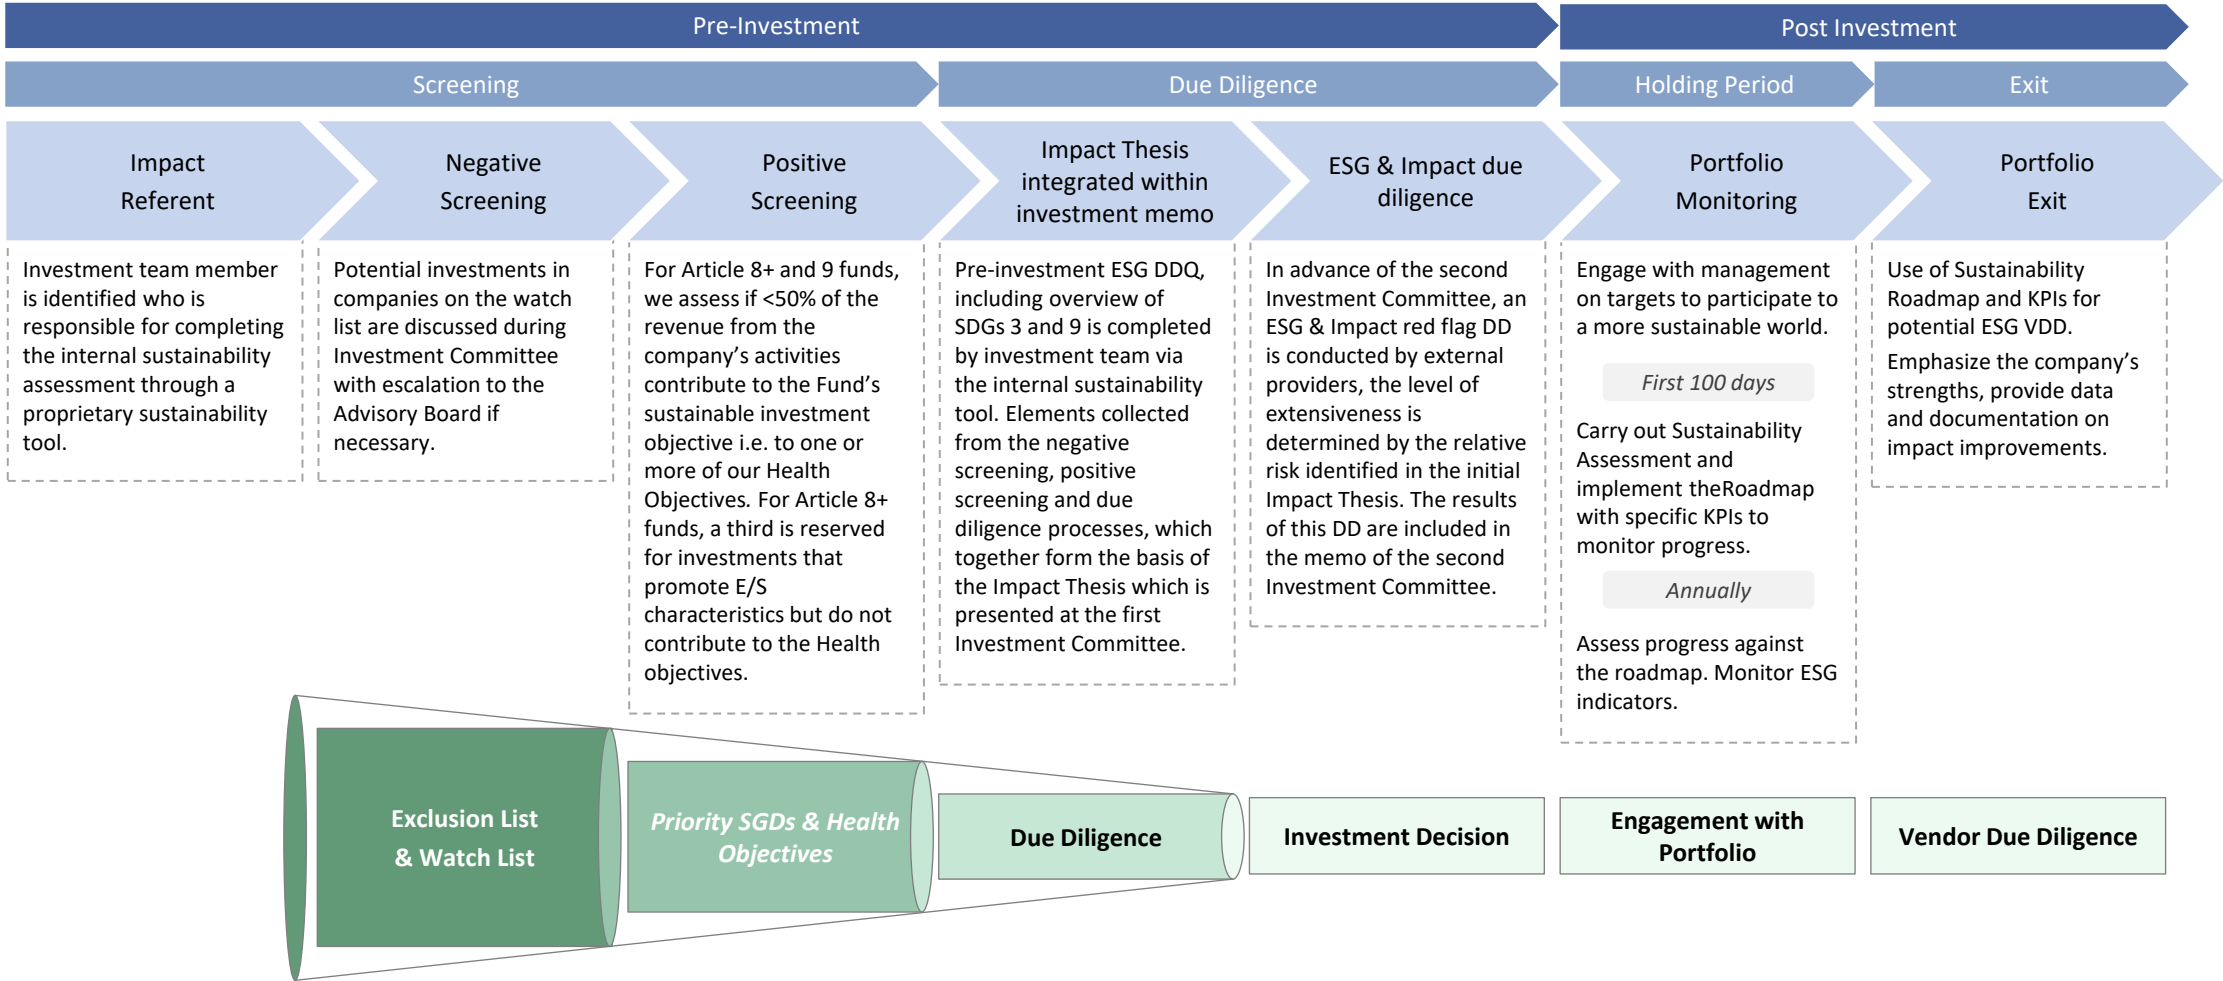 Pre-Investment
Post Investment
Screening
Due Diligence
Holding Period
Exit
Impact
Referent
Negative
Screening
Positive
Screening
Impact Thesis
integrated within
investment memo
ESG & Impact due
diligence
Portfolio
Monitoring
Portfolio
Exit
Investment team member
is identified who is
responsible for completing
the internal sustainability
assessment through a
proprietary sustainability
tool.
Potential investments in
companies on the watch
list are discussed during
Investment Committee
with escalation to the
Advisory Board if
necessary.
For Article 8+ and 9 funds,
we assess if <50% of the
revenue from the
company’s activities
contribute to the Fund’s
sustainable investment
objective i.e. to one or
more of our Health
Objectives. For Article 8+
funds, a third is reserved
for investments that
promote E/S
characteristics but do not
contribute to the Health
objectives.
Pre-investment ESG DDQ,
including overview of
SDGs 3 and 9 is completed
by investment team via
the internal sustainability
tool. Elements collected
from the negative
screening, positive
screening and due
diligence processes, which
together form the basis of
the Impact Thesis which is
presented at the first
Investment Committee.
In advance of the second
Investment Committee, an
ESG & Impact red flag DD
is conducted by external
providers, the level of
extensiveness is
determined by the relative
risk identified in the initial
Impact Thesis. The results
of this DD are included in
the memo of the second
Investment Committee.
Engage with management
on targets to participate to
a more sustainable world.
First 100 days
Carry out Sustainability
Assessment and
implement theRoadmap
with specific KPIs to
monitor progress.
Annually
Assess progress against
the roadmap. Monitor ESG
indicators.
Use of Sustainability
Roadmap and KPIs for
potential ESG VDD.
Emphasize the company’s
strengths, provide data
and documentation on
impact improvements.
Exclusion List
& Watch List
Priority SGDs & Health
Objectives
Due Diligence
Investment Decision
Engagement with
Portfolio
Vendor Due Diligence